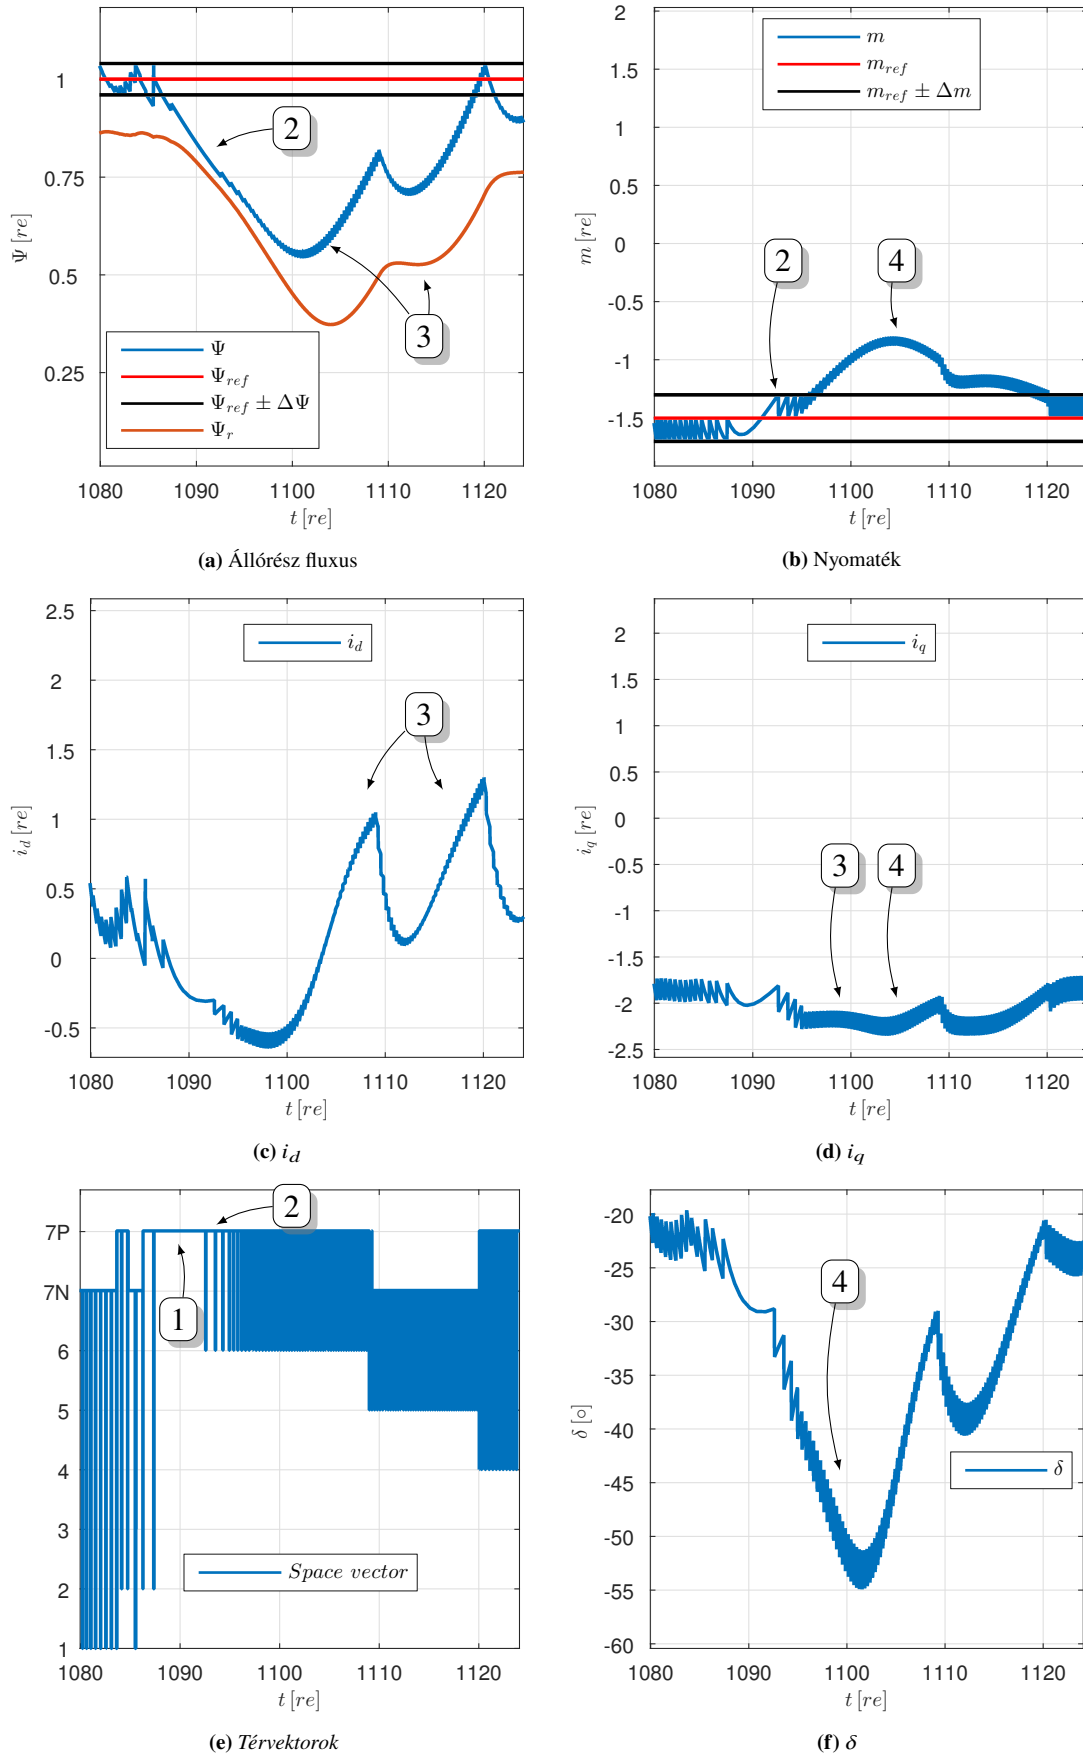 1
0.75
0.5
0.25
Ψ [re]
2
3
Ψ
Ψref
Ψref ± ΔΨ
Ψr
1080 1090 1100 1110 1120
t [re]
(a) Állórész fluxus
2
1.5
1
0.5
0
-0.5
-1
-1.5
m [re]
m
mref
mref ± Δm
2
4
1080 1090 1100 1110 1120
t [re]
(b) Nyomaték
2.5
2
1.5
1
0.5
0
-0.5
id [re]
id
3
1080 1090 1100 1110 1120
t [re]
(c) id
2
1.5
1
0.5
0
-0.5
-1
-1.5
-2
-2.5
iq [re]
iq
3
4
1080 1090 1100 1110 1120
t [re]
(d) iq
7P
7N
6
5
4
3
2
1
2
1
Space vector
1080 1090 1100 1110 1120
t [re]
(e) Térvektorok
-20
-25
-30
-35
-40
-45
-50
-55
-60
δ [○]
4
δ
1080 1090 1100 1110 1120
t [re]
(f) δ